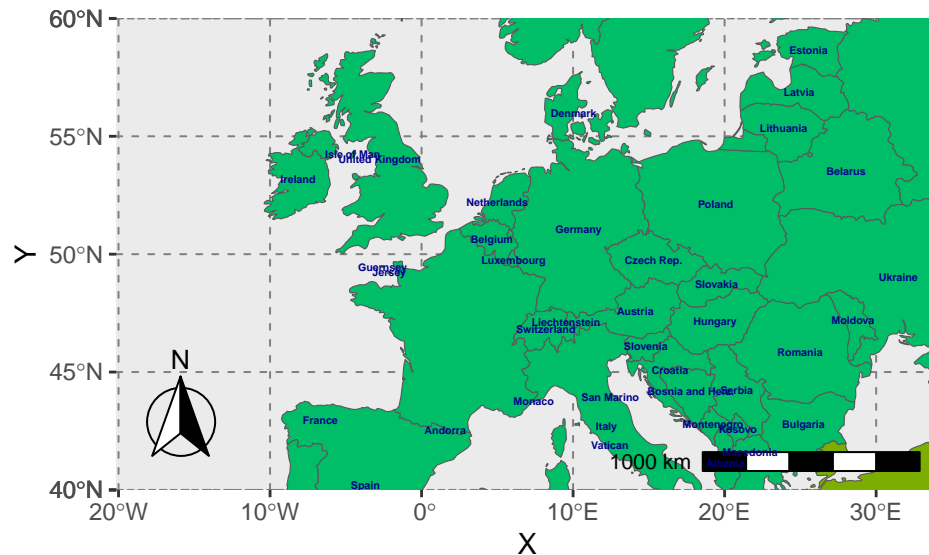 60°N
Estonia
Latvia
Denmark
Lithuania
55°N
Isle of Man
United Kingdom
Belarus
Ireland
Netherlands
Poland
Germany
Belgium
50°N
Luxembourg
Czech Rep.
Guernsey
Jersey
Ukraine
Slovakia
Austria
Liechtenstein
Hungary
Moldova
Switzerland
Slovenia
Romania
45°N
Croatia
N
Bosnia and Herz.
Serbia
San Marino
Monaco
France
Andorra
Italy
Montenegro
Kosovo
Bulgaria
Vatican
Macedonia
1000 km
Albania
Spain
40°N
20°W
10°W
0
10°E
20°E
30°E
X
Y